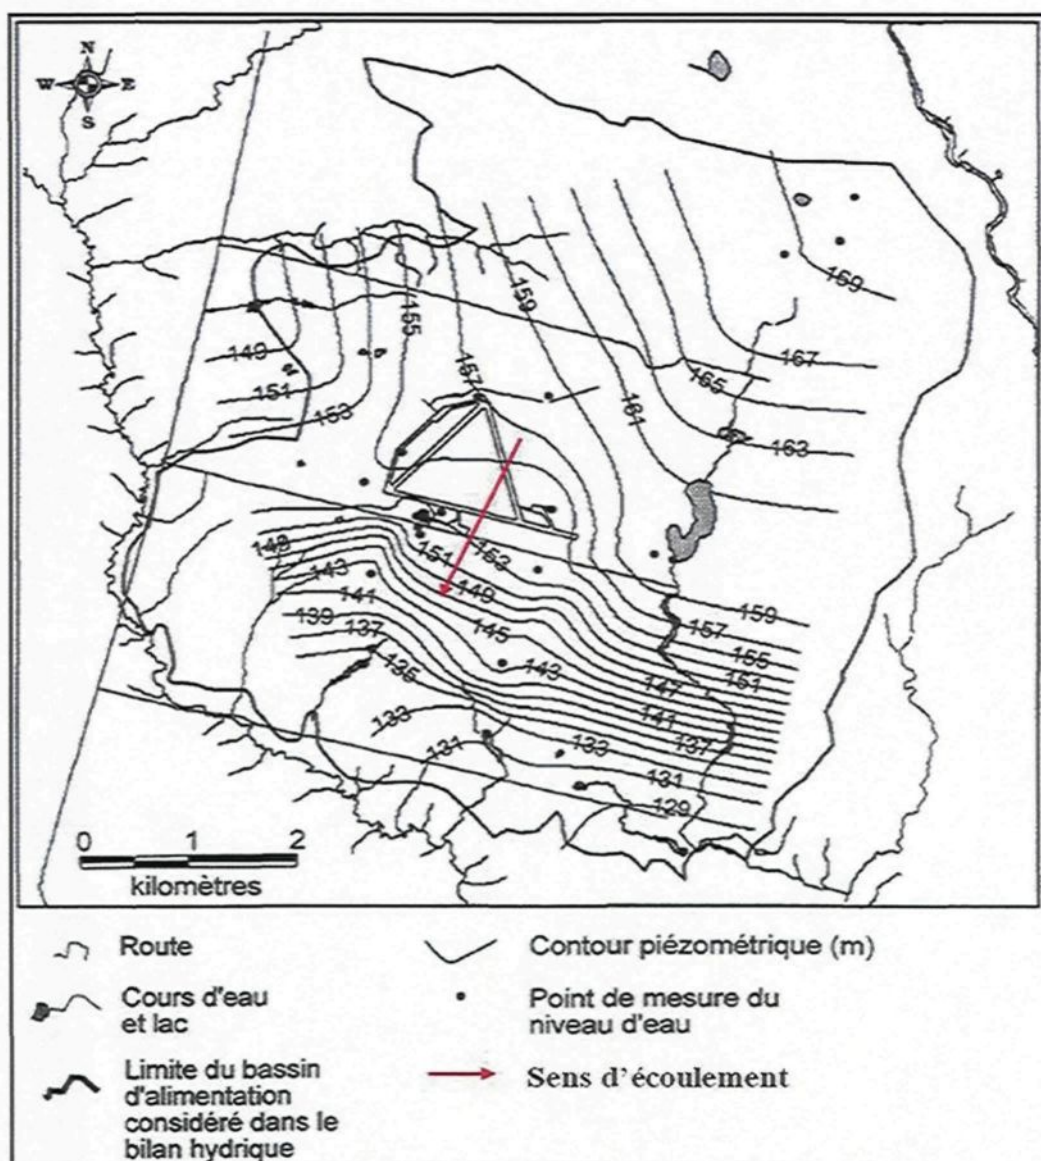 N
W E
S
169
159
155
167
149
157
165
151
161
153
163
148
151
153
143
149
159
141
139
145
157
137
155
143
135
147
151
141
133
137
131
133
131
129
0 1 2
kilomètres
Route
Contour piézométrique (m)
Cours d'eau
et lac
Point de mesure du
niveau d'eau
Limite du bassin
d'alimentation
considéré dans le
bilan hydrique
Sens d'écoulement